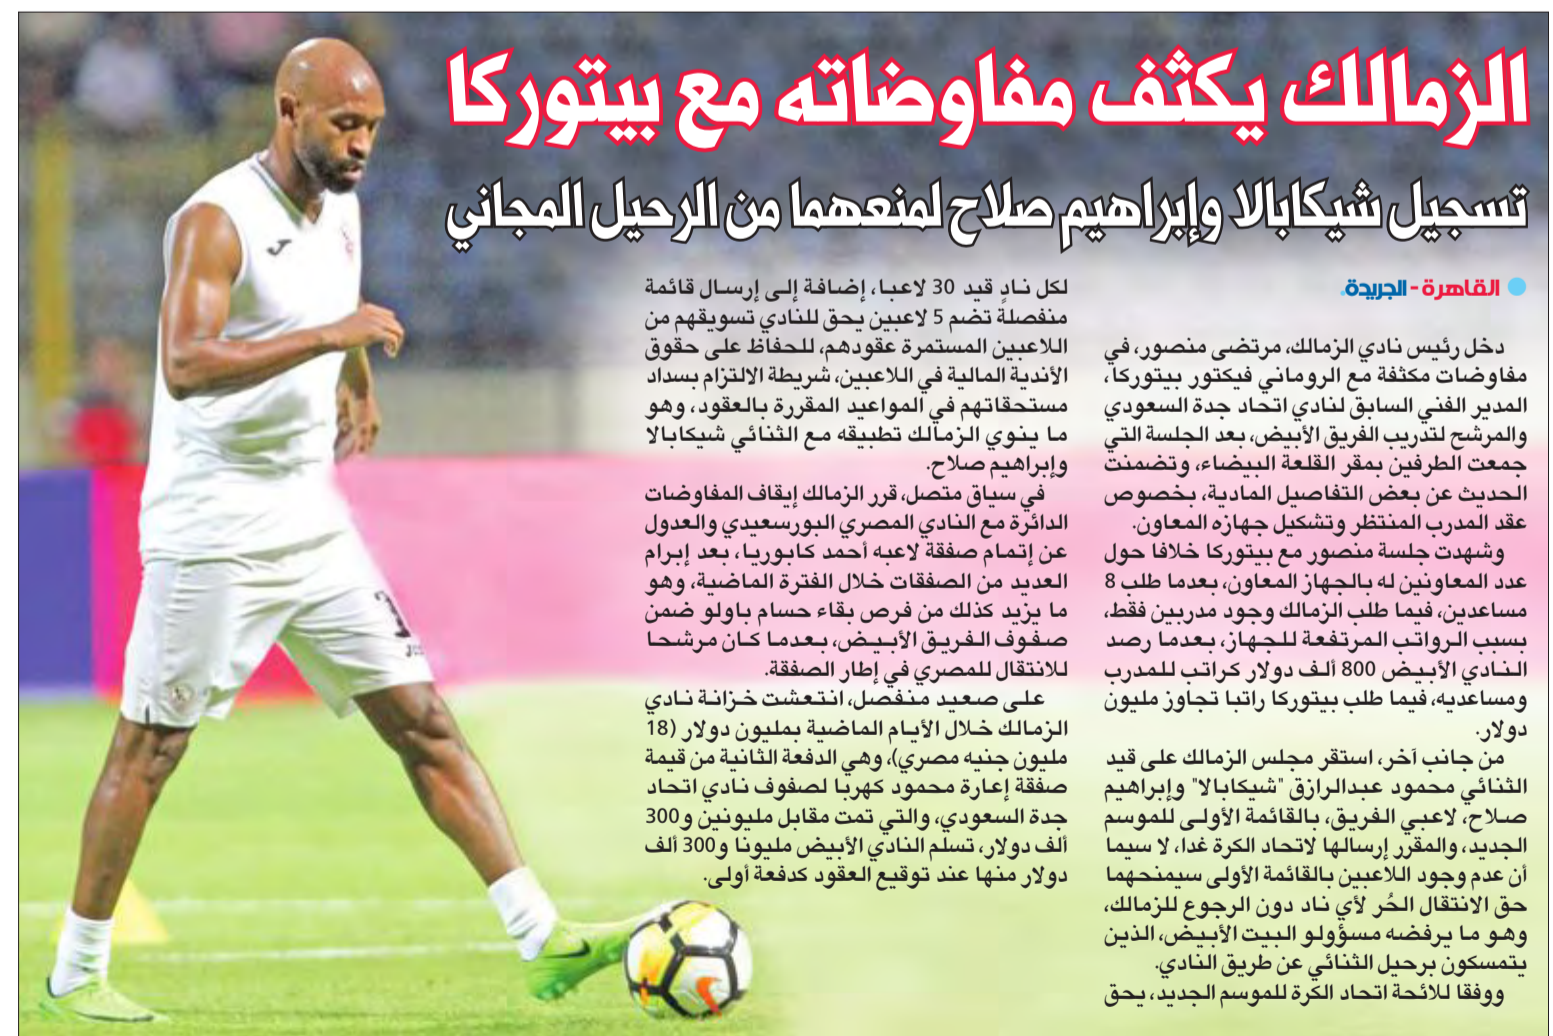 الزمالك يكثف مفاوضاته مع بيتوركا
تسجيل شيكابالا وإبراهيم صلاح لمنعهما من الرحيل المجاني
القاهرة - الجريدة.
دخل رئيس نادي الزمالك، مرتضى منصور، في
مفاوضات مكثفة مع الروماني فيكتور بيتوركا،
المدير الفني السابق لنادي اتحاد جدة السعودي
والمرشح لتدريب الفريق الأبيض، بعد الجلسة التي
جمعت الطرفين بمقر القلعة البيضاء، وتضمنت
الحديث عن بعض التفاصيل المادية، بخصوص
عقد المدرب المنتظر وتشكيل جهازه المعاون.
وشهدت جلسة منصور مع بيتوركا خلافا حول
عدد المعاونين له بالجهاز المعاون، بعدما طلب 8
مساعدين، فيما طلب الزمالك وجود مدربين فقط،
بسبب الرواتب المرتفعة للجهاز، بعدما رصد
النادي الأبيض 800 ألف دولار كراتب للمدرب
ومساعديه، فيما طلب بيتوركا راتبا تجاوز مليون
دولار.
من جانب آخر، استقر مجلس الزمالك على قيد
الثنائي محمود عبدالرازق "شيكابالا" وإبراهيم
صلاح، لاعبي الفريق، بالقائمة الأولى للموسم
الجديد، والمقرر إرسالها لاتحاد الكرة غدا، لا سيما
أن عدم وجود اللاعبين بالقائمة الأولى سيمنحهما
حق الانتقال الحُر لأي ناد دون الرجوع للزمالك،
وهو ما يرفضه مسؤولو البيت الأبيض، الذين
يتمسكون برحيل الثنائي عن طريق النادي.
ووفقا للائحة اتحاد الكرة للموسم الجديد، يحق
لكل نادٍ قيد 30 لاعبا، إضافة إلى إرسال قائمة
منفصلة تضم 5 لاعبين يحق للنادي تسويقهم من
اللاعبين المستمرة عقودهم، للحفاظ على حقوق
الأندية المالية في اللاعبين، شريطة الالتزام بسداد
مستحقاتهم في المواعيد المقررة بالعقود، وهو
ما ينوي الزمالك تطبيقه مع الثنائي شيكابالا
وإبراهيم صلاح.
في سياق متصل، قرر الزمالك إيقاف المفاوضات
الدائرة مع النادي المصري البورسعيدي والعدول
عن إتمام صفقة لاعبه أحمد كابوريا، بعد إبرام
العديد من الصفقات خلال الفترة الماضية، وهو
ما يزيد كذلك من فرص بقاء حسام باولو ضمن
صفوف الفريق الأبيض، بعدما كان مرشحا
للانتقال للمصري في إطار الصفقة.
على صعيد منفصل، انتعشت خزانة نادي
الزمالك خلال الأيام الماضية بمليون دولار (18
مليون جنيه مصري)، وهي الدفعة الثانية من قيمة
صفقة إعارة محمود كهربا لصفوف نادي اتحاد
جدة السعودي، والتي تمت مقابل مليونين و300
ألف دولار، تسلم النادي الأبيض مليونا و300 ألف
دولار منها عند توقيع العقود كدفعة أولى.